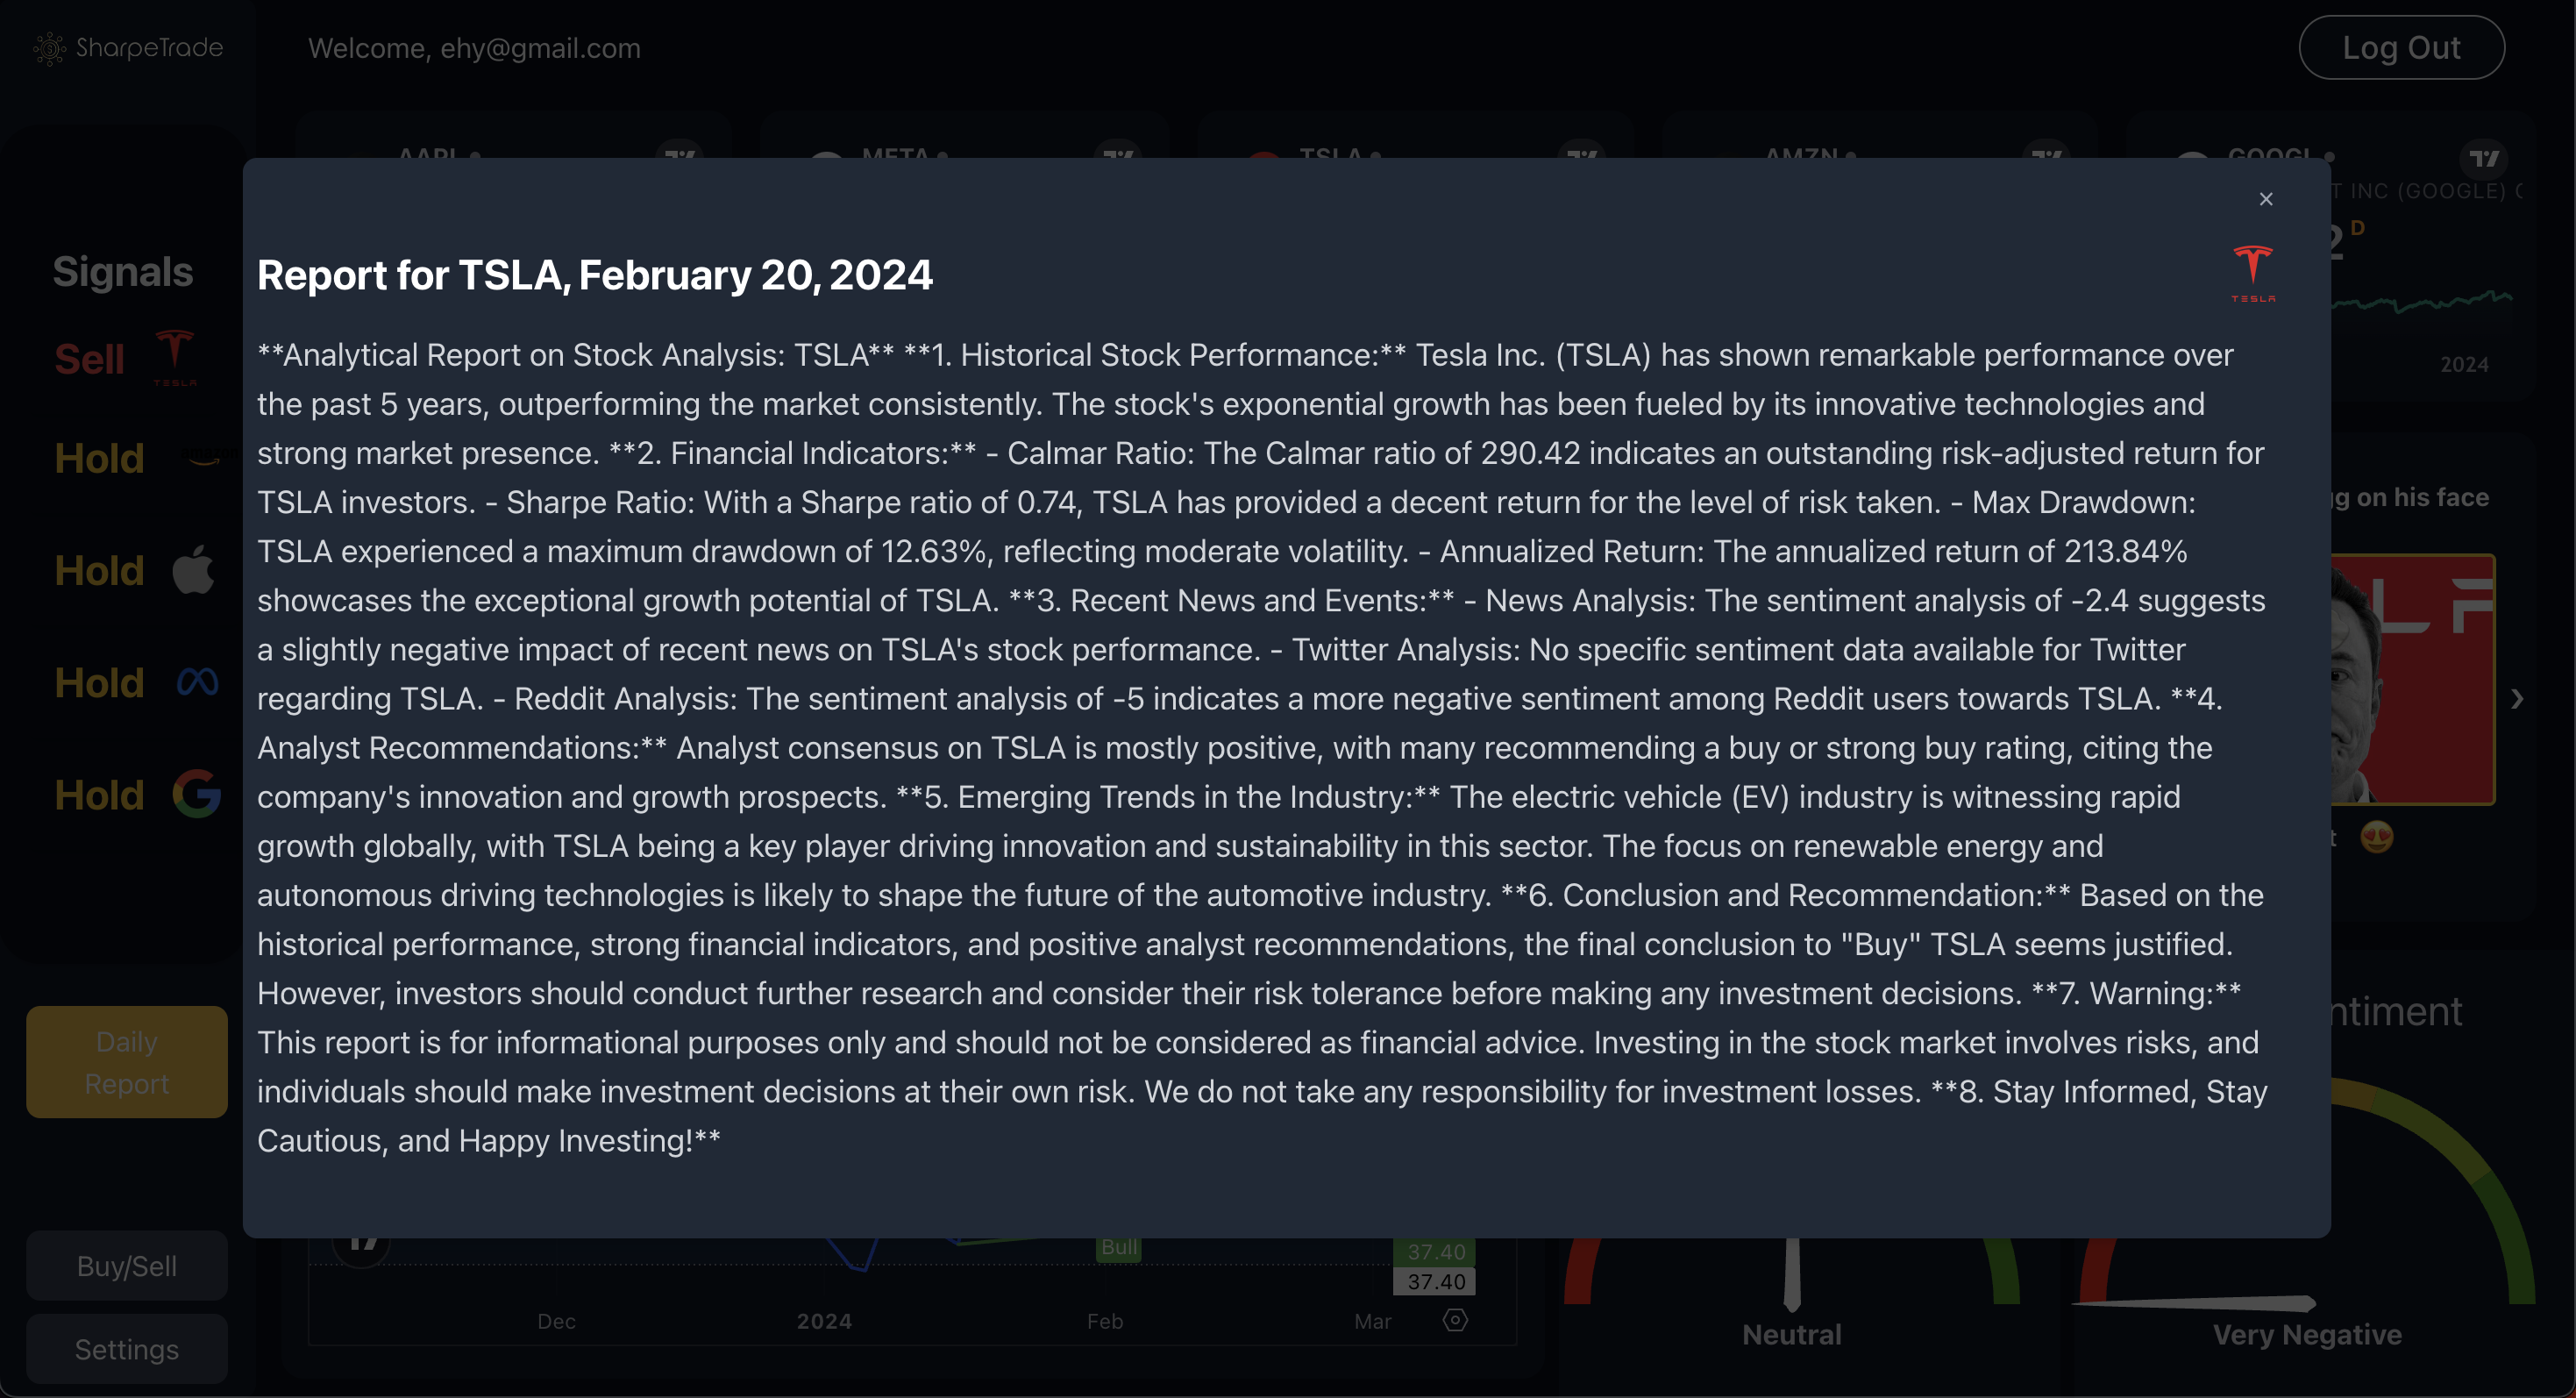 SharpeTrade
Welcome, ehy@gmail.com
Log Out
AAPL
META
TSLA
AMZN
GOOGL
T INC (GOOGLE)
2 D
2024
Signals
Sell
TESLA
Hold
Hold
Hold
Hold
Daily
Report
Buy/Sell
Settings
×
Report for TSLA, February 20, 2024
TESLA
**Analytical Report on Stock Analysis: TSLA** **1. Historical Stock Performance:** Tesla Inc. (TSLA) has shown remarkable performance over
the past 5 years, outperforming the market consistently. The stock's exponential growth has been fueled by its innovative technologies and
strong market presence. **2. Financial Indicators:** - Calmar Ratio: The Calmar ratio of 290.42 indicates an outstanding risk-adjusted return for
TSLA investors. - Sharpe Ratio: With a Sharpe ratio of 0.74, TSLA has provided a decent return for the level of risk taken. - Max Drawdown:
TSLA experienced a maximum drawdown of 12.63%, reflecting moderate volatility. - Annualized Return: The annualized return of 213.84%
showcases the exceptional growth potential of TSLA. **3. Recent News and Events:** - News Analysis: The sentiment analysis of -2.4 suggests
a slightly negative impact of recent news on TSLA's stock performance. - Twitter Analysis: No specific sentiment data available for Twitter
regarding TSLA. - Reddit Analysis: The sentiment analysis of -5 indicates a more negative sentiment among Reddit users towards TSLA. **4.
Analyst Recommendations:** Analyst consensus on TSLA is mostly positive, with many recommending a buy or strong buy rating, citing the
company's innovation and growth prospects. **5. Emerging Trends in the Industry:** The electric vehicle (EV) industry is witnessing rapid
growth globally, with TSLA being a key player driving innovation and sustainability in this sector. The focus on renewable energy and
autonomous driving technologies is likely to shape the future of the automotive industry. **6. Conclusion and Recommendation:** Based on the
historical performance, strong financial indicators, and positive analyst recommendations, the final conclusion to "Buy" TSLA seems justified.
However, investors should conduct further research and consider their risk tolerance before making any investment decisions. **7. Warning:**
This report is for informational purposes only and should not be considered as financial advice. Investing in the stock market involves risks, and
individuals should make investment decisions at their own risk. We do not take any responsibility for investment losses. **8. Stay Informed, Stay
Cautious, and Happy Investing!**
gg on his face
t
ntiment
Bull
37.40
37.40
Dec
2024
Feb
Mar
Neutral
Very Negative